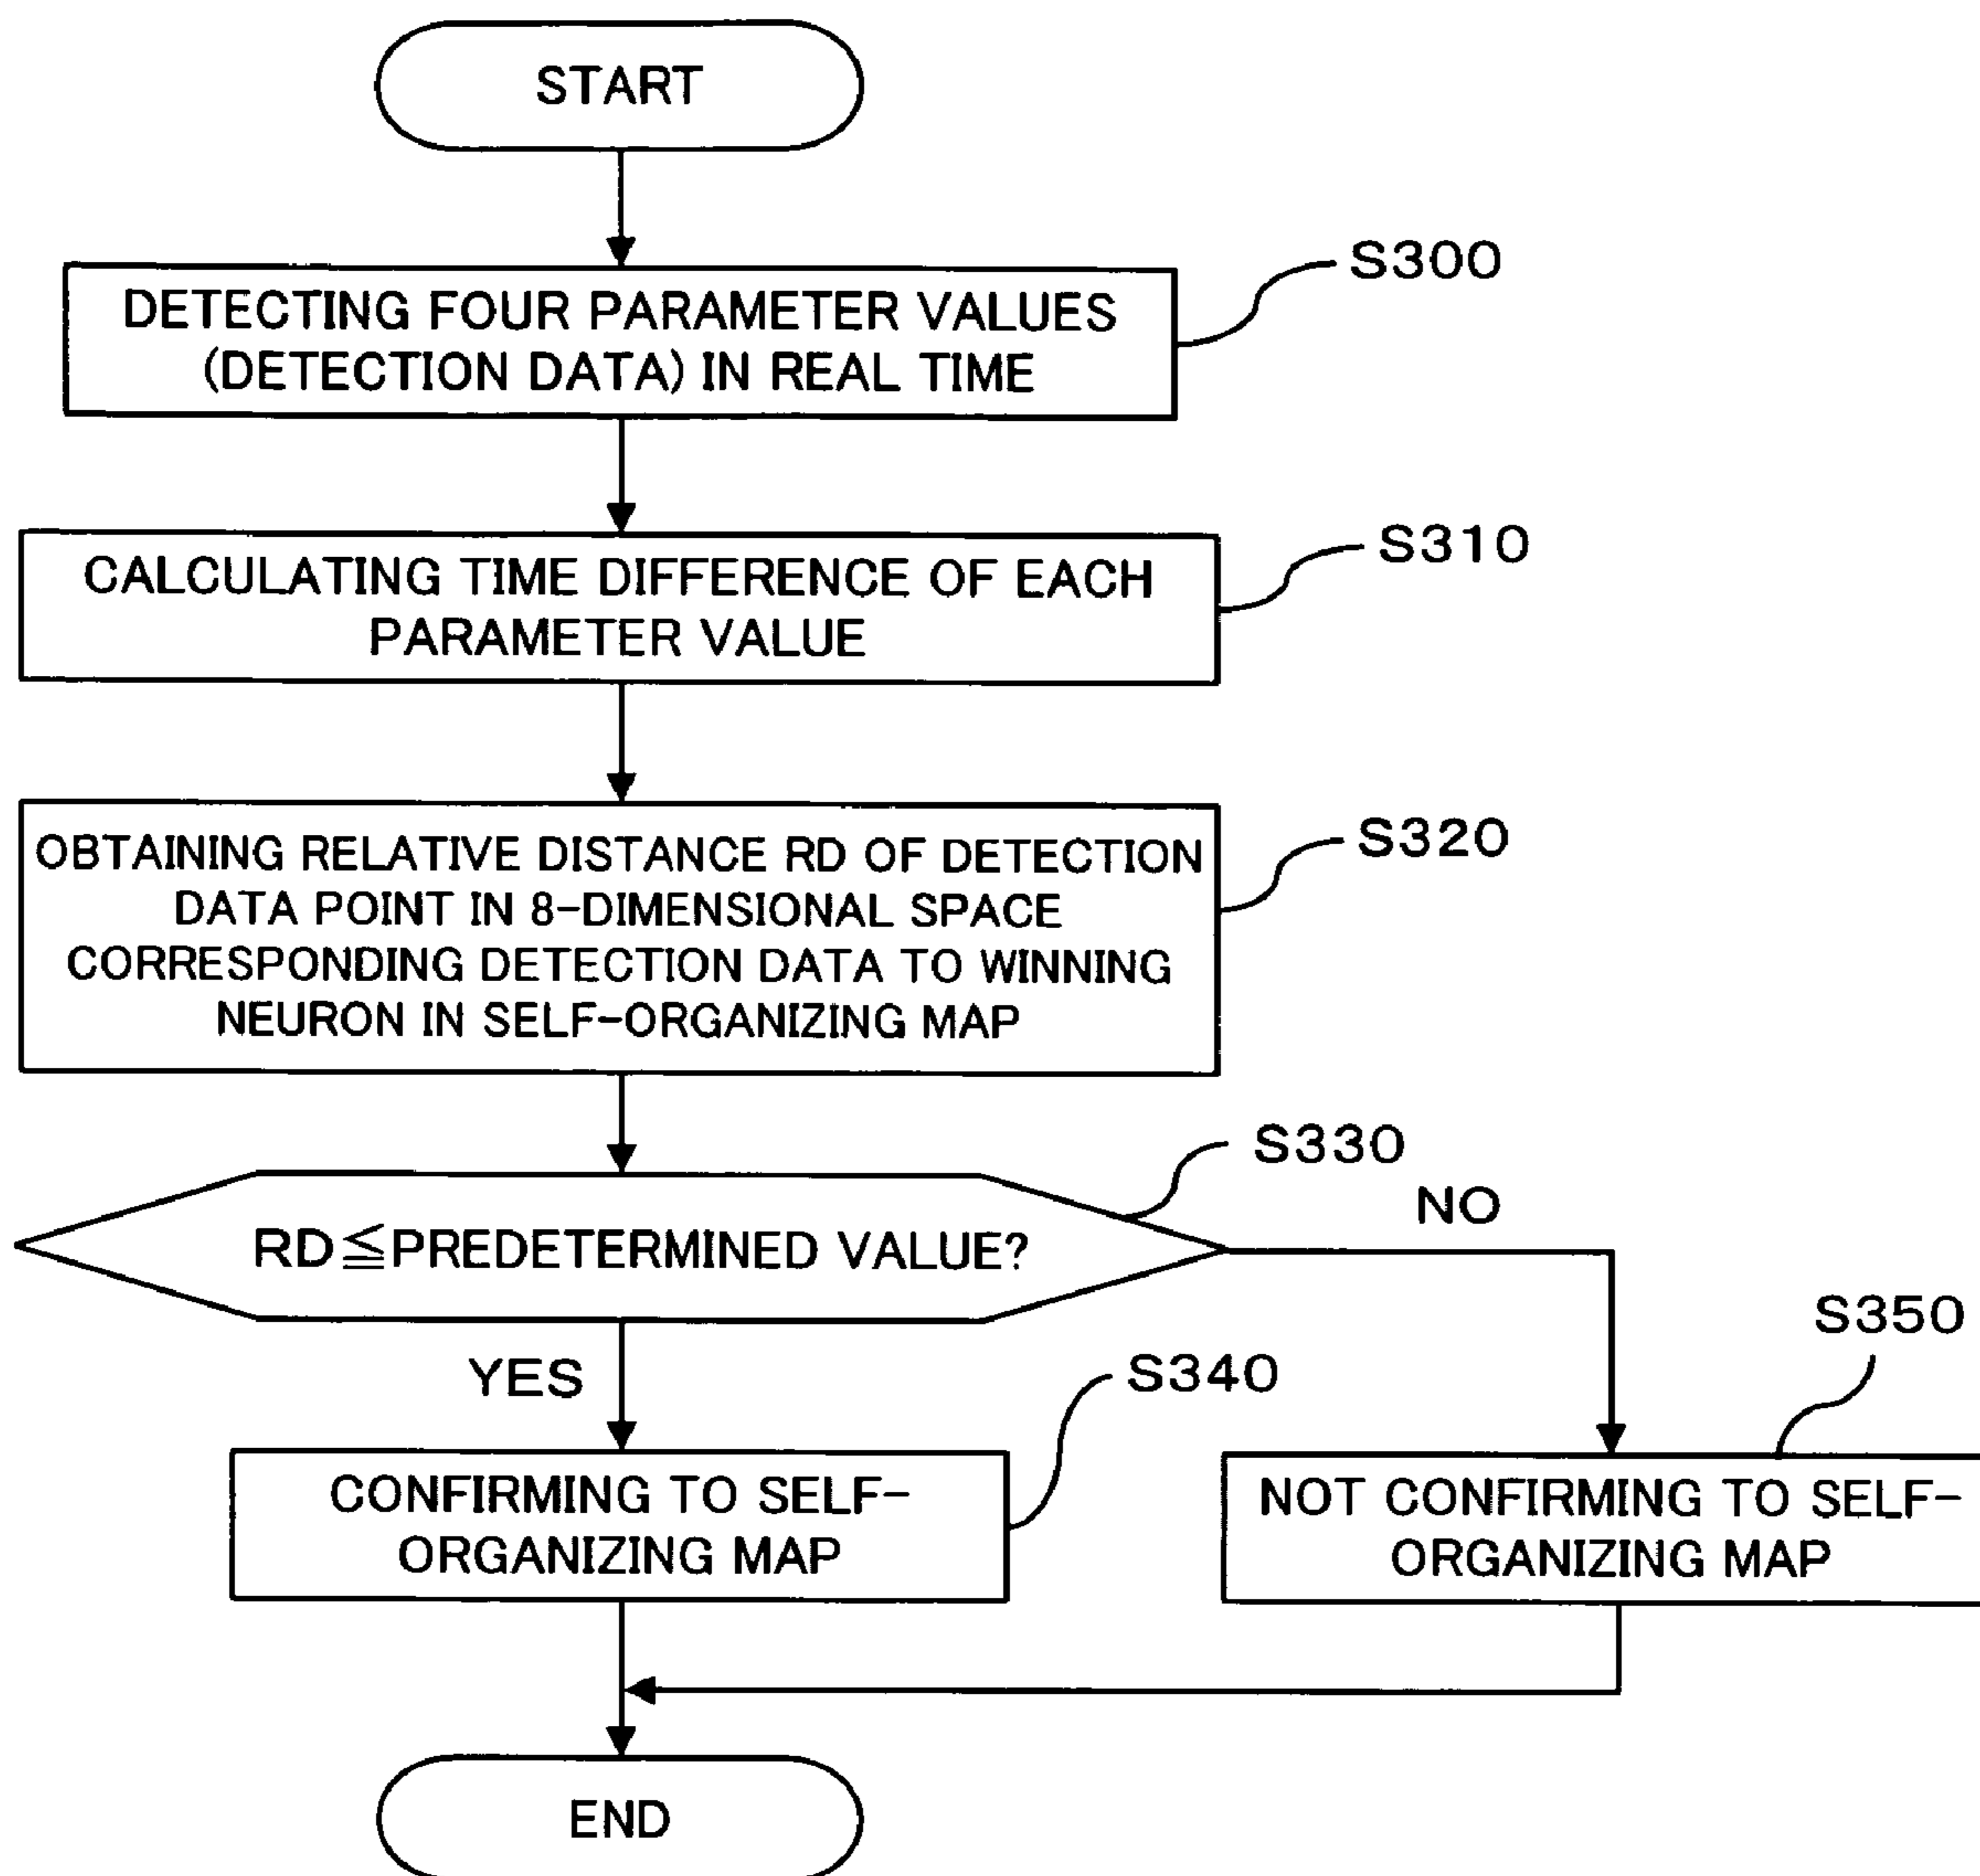 START
S300
DETECTING FOUR PARAMETER VALUES
(DETECTION DATA) IN REAL TIME
S310
CALCULATING TIME DIFFERENCE OF EACH
PARAMETER VALUE
S320
OBTAINING RELATIVE DISTANCE RD OF DETECTION
DATA POINT IN 8-DIMENSIONAL SPACE
CORRESPONDING DETECTION DATA TO WINNING
NEURON IN SELF-ORGANIZING MAP
S330
RD≦PREDETERMINED VALUE?
NO
YES
S340
CONFIRMING TO SELF-
ORGANIZING MAP
S350
NOT CONFIRMING TO SELF-
ORGANIZING MAP
END